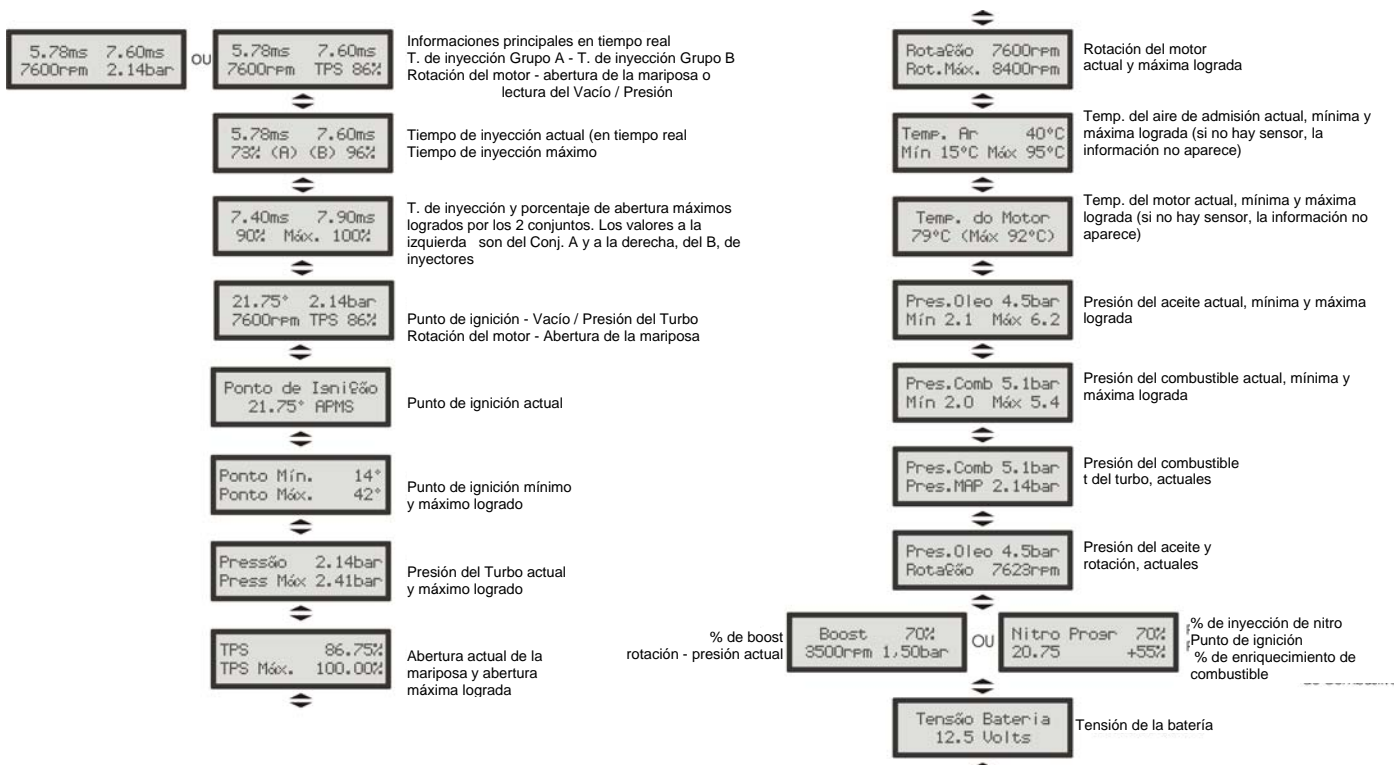 5.78ms 7.60ms
7600rpm 2.14bar
OU
5.78ms 7.60ms
7600rpm TPS 86%
Informaciones principales en tiempo real
T. de inyección Grupo A - T. de inyección Grupo B
Rotación del motor - abertura de la mariposa o
lectura del Vacío / Presión
5.78ms 7.60ms
73% (A) (B) 96%
Tiempo de inyección actual (en tiempo real
Tiempo de inyección máximo
7.40ms 7.90ms
90% Máx. 100%
T. de inyección y porcentaje de abertura máximos
logrados por los 2 conjuntos. Los valores a la
izquierda son del Conj. A y a la derecha, del B, de
inyectores
21.75° 2.14bar
7600rpm TPS 86%
Punto de ignición - Vacío / Presión del Turbo
Rotación del motor - Abertura de la mariposa
Ponto de Ignição
21.75° APMS
Punto de ignición actual
Ponto Mín. 14°
Ponto Máx. 42°
Punto de ignición mínimo
y máximo logrado
Pressão 2.14bar
Press Máx 2.41bar
Presión del Turbo actual
y máximo logrado
TPS 86.75%
TPS Máx. 100.00%
Abertura actual de la
mariposa y abertura
máxima lograda
Rotação 7600rpm
Rot.Máx. 8400rpm
Rotación del motor
actual y máxima lograda
Temp. Ar 40°C
Mín 15°C Máx 95°C
Temp. del aire de admisión actual, mínima y
máxima lograda (si no hay sensor, la
información no aparece)
Temp. do Motor
79°C (Máx 92°C)
Temp. del motor actual, mínima y máxima
lograda (si no hay sensor, la información no
aparece)
Pres.Oleo 4.5bar
Mín 2.1 Máx 6.2
Presión del aceite actual, mínima y máxima
lograda
Pres.Comb 5.1bar
Mín 2.0 Máx 5.4
Presión del combustible actual, mínima y
máxima lograda
Pres.Comb 5.1bar
Pres.MAP 2.14bar
Presión del combustible
t del turbo, actuales
Pres.Oleo 4.5bar
Rotação 7623rpm
Presión del aceite y
rotación, actuales
% de boost
rotación - presión actual
Boost 70%
3500rpm 1,50bar
OU
Nitro Progr 70%
20.75 +55%
% de inyección de nitro
Punto de ignición
% de enriquecimiento de
combustible
Tensão Bateria
12.5 Volts
Tensión de la batería